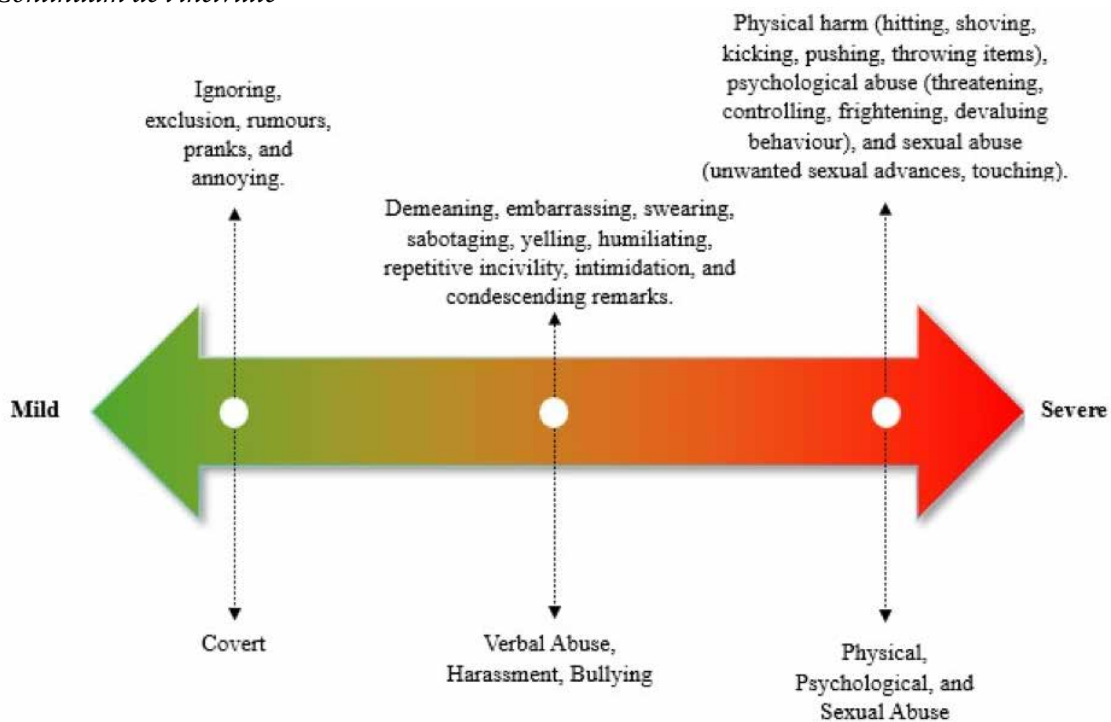 Physical harm (hitting, shoving,
kicking, pushing, throwing items),
psychological abuse (threatening,
controlling, frightening, devaluing
behaviour), and sexual abuse
(unwanted sexual advances, touching).
Ignoring,
exclusion, rumours,
pranks, and
annoying.
Demeaning, embarrassing, swearing,
sabotaging, yelling, humiliating,
repetitive incivility, intimidation, and
condescending remarks.
Mild
Severe
Covert
Verbal Abuse,
Harassment, Bullying
Physical,
Psychological, and
Sexual Abuse